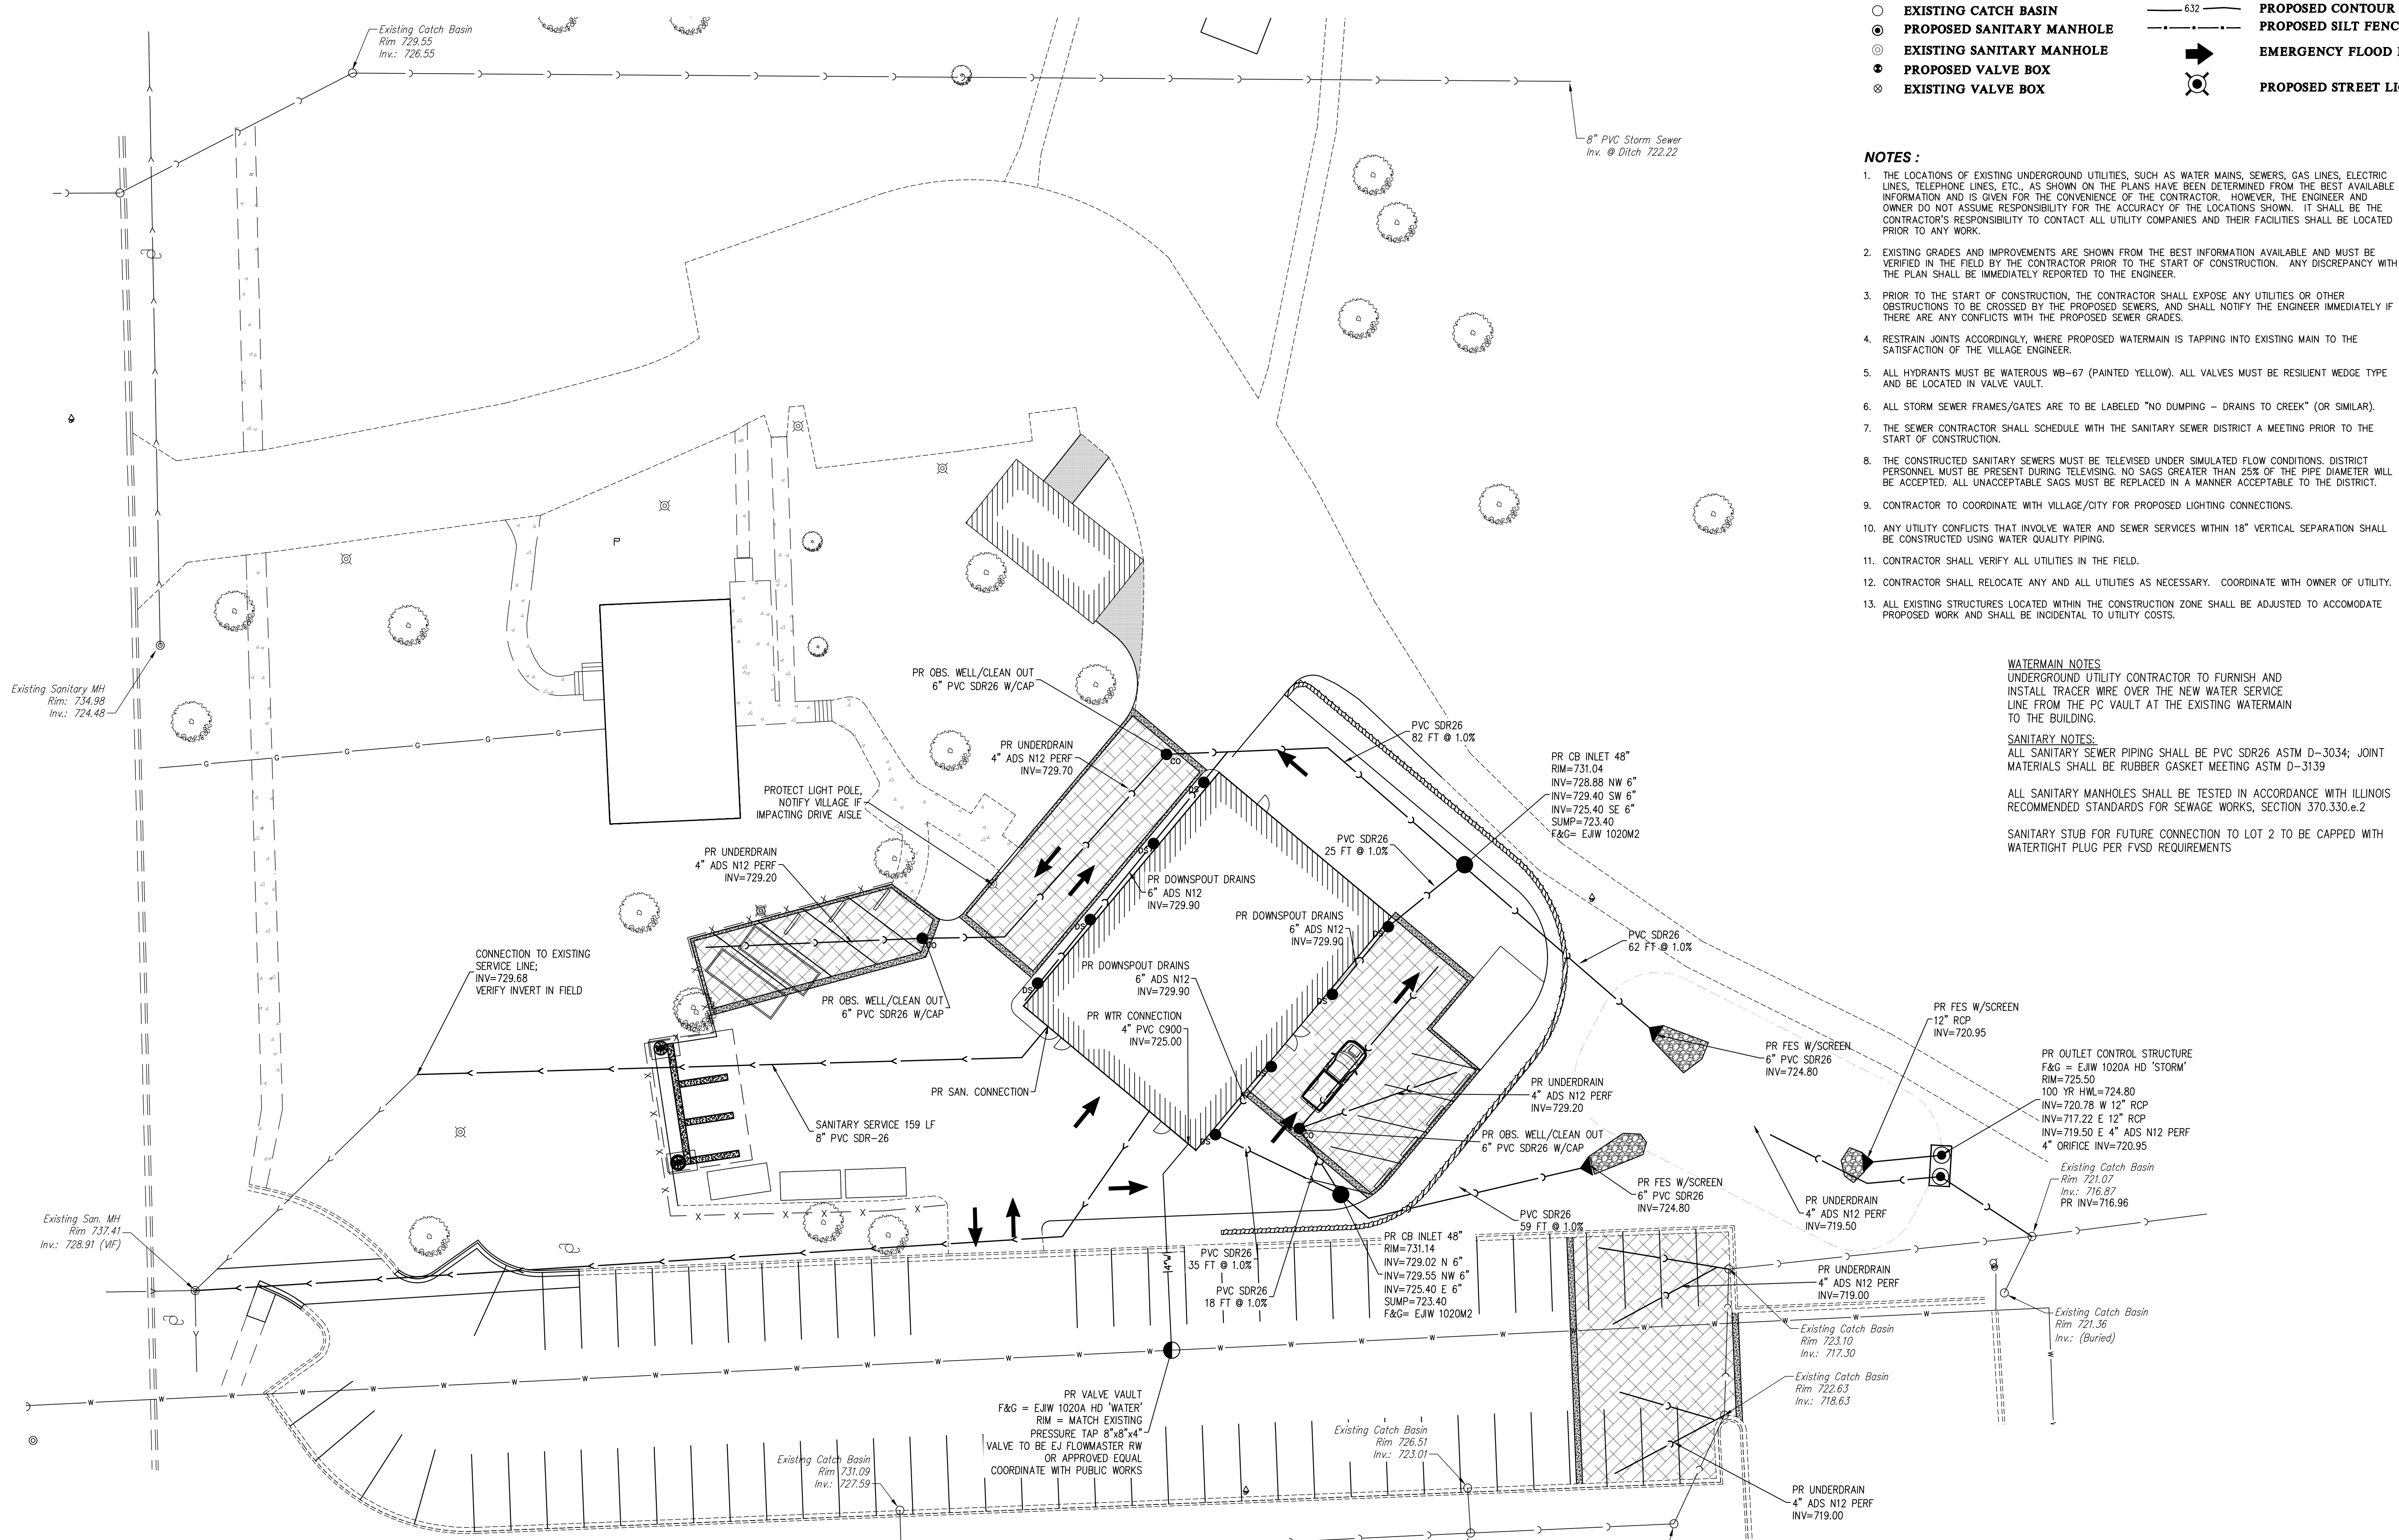 EXISTING CATCH BASIN
PROPOSED SANITARY MANHOLE
EXISTING SANITARY MANHOLE
PROPOSED VALVE BOX
EXISTING VALVE BOX
632
PROPOSED CONTOUR
PROPOSED SILT FENC
EMERGENCY FLOOD
PROPOSED STREET
NOTES :
1. THE LOCATIONS OF EXISTING UNDERGROUND UTILITIES, SUCH AS WATER MAINS, SEWERS, GAS LINES, ELECTRIC
LINES, TELEPHONE LINES, ETC., AS SHOWN ON THE PLANS HAVE BEEN DETERMINED FROM THE BEST AVAILABLE
INFORMATION AND IS GIVEN FOR THE CONVENIENCE OF THE CONTRACTOR. HOWEVER, THE ENGINEER AND
OWNER DO NOT ASSUME RESPONSIBILITY FOR THE ACCURACY OF THE LOCATIONS SHOWN. IT SHALL BE THE
CONTRACTOR'S RESPONSIBILITY TO CONTACT ALL UTILITY COMPANIES AND THEIR FACILITIES SHALL BE LOCATED
PRIOR TO ANY WORK.
2. EXISTING GRADES AND IMPROVEMENTS ARE SHOWN FROM THE BEST INFORMATION AVAILABLE AND MUST BE
VERIFIED IN THE FIELD BY THE CONTRACTOR PRIOR TO THE START OF CONSTRUCTION. ANY DISCREPANCY WITH
THE PLAN SHALL BE IMMEDIATELY REPORTED TO THE ENGINEER.
3. PRIOR TO THE START OF CONSTRUCTION, THE CONTRACTOR SHALL EXPOSE ANY UTILITIES OR OTHER
OBSTRUCTIONS TO BE CROSSED BY THE PROPOSED SEWERS, AND SHALL NOTIFY THE ENGINEER IMMEDIATELY IF
THERE ARE ANY CONFLICTS WITH THE PROPOSED SEWER GRADES.
4. RESTRAIN JOINTS ACCORDINGLY, WHERE PROPOSED WATERMAIN IS TAPPING INTO EXISTING MAIN TO THE
SATISFACTION OF THE VILLAGE ENGINEER.
5. ALL HYDRANTS MUST BE WATEROUS WB-67 (PAINTED YELLOW). ALL VALVES MUST BE RESILIENT WEDGE TYPE
AND BE LOCATED IN VALVE VAULT.
6. ALL STORM SEWER FRAMES/GATES ARE TO BE LABELED "NO DUMPING - DRAINS TO CREEK" (OR SIMILAR).
7. THE SEWER CONTRACTOR SHALL SCHEDULE WITH THE SANITARY SEWER DISTRICT A MEETING PRIOR TO THE
START OF CONSTRUCTION.
8. THE CONSTRUCTED SANITARY SEWERS MUST BE TELEVISED UNDER SIMULATED FLOW CONDITIONS. DISTRICT
PERSONNEL MUST BE PRESENT DURING TELEVISING. NO SAGS GREATER THAN 25% OF THE PIPE DIAMETER WILL
BE ACCEPTED. ALL UNACCEPTABLE SAGS MUST BE REPLACED IN A MANNER ACCEPTABLE TO THE DISTRICT.
9. CONTRACTOR TO COORDINATE WITH VILLAGE/CITY FOR PROPOSED LIGHTING CONNECTIONS.
10. ANY UTILITY CONFLICTS THAT INVOLVE WATER AND SEWER SERVICES WITHIN 18" VERTICAL SEPARATION SHALL
BE CONSTRUCTED USING WATER QUALITY PIPING.
11. CONTRACTOR SHALL VERIFY ALL UTILITIES IN THE FIELD.
12. CONTRACTOR SHALL RELOCATE ANY AND ALL UTILITIES AS NECESSARY. COORDINATE WITH OWNER OF UTILITY.
13. ALL EXISTING STRUCTURES LOCATED WITHIN THE CONSTRUCTION ZONE SHALL BE ADJUSTED TO ACCOMODATE
PROPOSED WORK AND SHALL BE INCIDENTAL TO UTILITY COSTS.
WATERMAIN NOTES
UNDERGROUND UTILITY CONTRACTOR TO FURNISH AND
INSTALL TRACER WIRE OVER THE NEW WATER SERVICE
LINE FROM THE PC VAULT AT THE EXISTING WATERMAIN
TO THE BUILDING.
SANITARY NOTES:
ALL SANITARY SEWER PIPING SHALL BE PVC SDR26 ASTM D-3034; JOINT
MATERIALS SHALL BE RUBBER GASKET MEETING ASTM D-3139
ALL SANITARY MANHOLES SHALL BE TESTED IN ACCORDANCE WITH ILLINOIS
RECOMMENDED STANDARDS FOR SEWAGE WORKS, SECTION 370.330.e.2
SANITARY STUB FOR FUTURE CONNECTION TO LOT 2 TO BE CAPPED WITH
WATERTIGHT PLUG PER FVSD REQUIREMENTS
Existing Catch Basin
Rim 729.55
Inv.: 726.55
8" PVC Storm Sewer
Inv. @ Ditch 722.22
Existing Sanitary MH
Rim: 734.98
Inv.: 724.48
G G G G G G
PR OBS. WELL/CLEAN OUT
6" PVC SDR26 W/CAP
PR UNDERDRAIN
4" ADS N12 PERF
INV=729.70
CO
PROTECT LIGHT POLE,
NOTIFY VILLAGE IF
IMPACTING DRIVE AISLE
PVC SDR26
82 FT @ 1.0%
PR CB INLET 48"
RIM=731.04
INV=728.88 NW 6"
INV=729.40 SW 6"
INV=725.40 SE 6"
SUMP=723.40
F&G= EJIW 1020M2
PVC SDR26
25 FT @ 1.0%
PR UNDERDRAIN
4" ADS N12 PERF
INV=729.20
DS
DS
DS
DS
PR DOWNSPOUT DRAINS
6" ADS N12
INV=729.90
PR DOWNSPOUT DRAINS
6" ADS N12
INV=729.90
DS
DS
DS
DS
PVC SDR26
62 FT @ 1.0%
CONNECTION TO EXISTING
SERVICE LINE;
INV=729.68
VERIFY INVERT IN FIELD
CO
PR OBS. WELL/CLEAN OUT
6" PVC SDR26 W/CAP
PR DOWNSPOUT DRAINS
6" ADS N12
INV=729.90
PR WTR CONNECTION
4" PVC C900
INV=725.00
PR SAN. CONNECTION
SANITARY SERVICE 159 LF
8" PVC SDR-26
PR UNDERDRAIN
4" ADS N12 PERF
INV=729.20
CO
PR OBS. WELL/CLEAN OUT
6" PVC SDR26 W/CAP
PR FES W/SCREEN
6" PVC SDR26
INV=724.80
PR FES W/SCREEN
12" RCP
INV=720.95
PR OUTLET CONTROL STRUCTURE
F&G = EJIW 1020A HD 'STORM'
RIM=725.50
100 YR HWL=724.80
INV=720.78 W 12" RCP
INV=717.22 E 12" RCP
INV=719.50 E 4" ADS N12 PERF
4" ORIFICE INV=720.95
Existing Catch Basin
Rim 721.07
Inv.: 716.87
PR INV=716.96
PR FES W/SCREEN
6" PVC SDR26
INV=724.80
PR UNDERDRAIN
4" ADS N12 PERF
INV=719.50
PVC SDR26
59 FT @ 1.0%
Existing San. MH
Rim 737.41
Inv.: 728.91 (VIF)
4"W
PVC SDR26
35 FT @ 1.0%
PVC SDR26
18 FT @ 1.0%
PR CB INLET 48"
RIM=731.14
INV=729.02 N 6"
INV=729.55 NW 6"
INV=725.40 E 6"
SUMP=723.40
F&G= EJIW 1020M2
PR UNDERDRAIN
4" ADS N12 PERF
INV=719.00
Existing Catch Basin
Rim 723.10
Inv.: 717.30
Existing Catch Basin
Rim 721.36
Inv.: (Buried)
Existing Catch Basin
Rim 722.63
Inv.: 718.63
PR VALVE VAULT
F&G = EJIW 1020A HD 'WATER'
RIM = MATCH EXISTING
PRESSURE TAP 8"x8"x4"
VALVE TO BE EJ FLOWMASTER RW
OR APPROVED EQUAL
COORDINATE WITH PUBLIC WORKS
Existing Catch Basin
Rim 731.09
Inv.: 727.59
Existing Catch Basin
Rim 726.51
Inv.: 723.01
PR UNDERDRAIN
4" ADS N12 PERF
INV=719.00